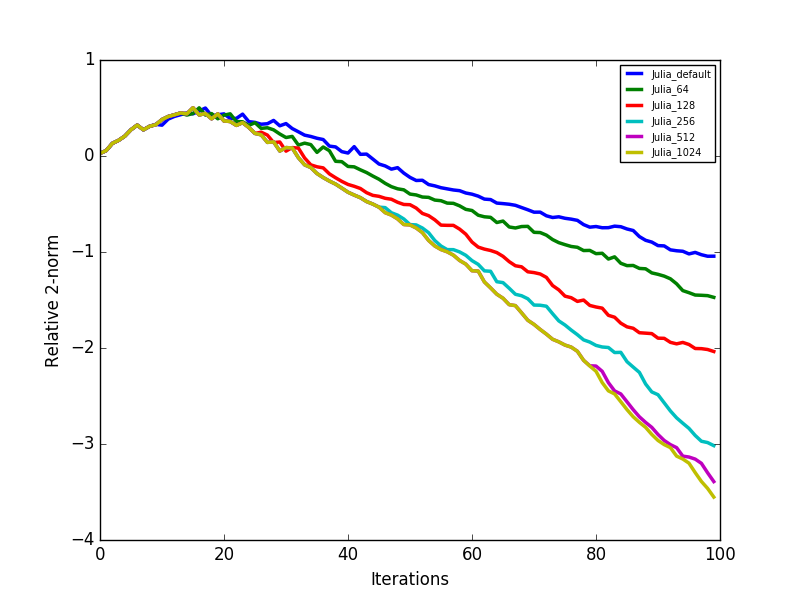 1
0
−1
−2
−3
−4
0 20 40 60 80 100
Relative 2-norm
Iterations
Julia_default
Julia_64
Julia_128
Julia_256
Julia_512
Julia_1024